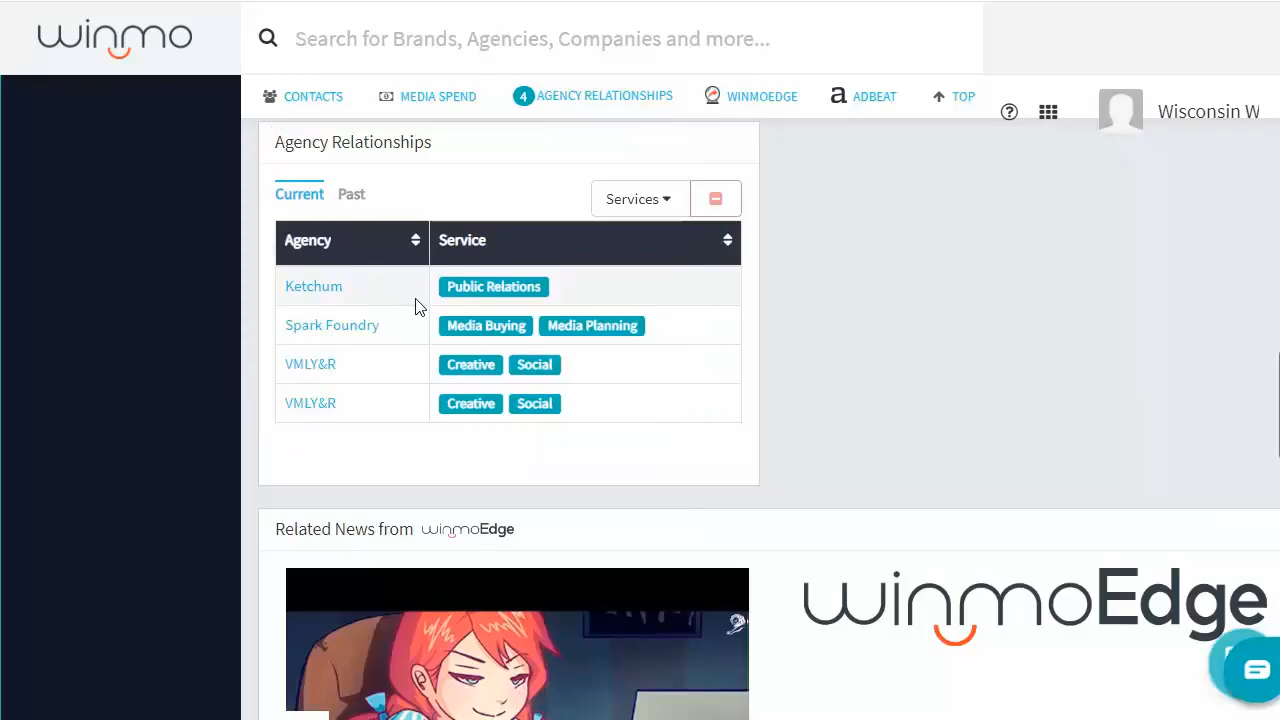 winmo
Search for Brands, Agencies, Companies and more...
CONTACTS MEDIA SPEND 4 AGENCY RELATIONSHIPS WINMOEDGE a ADBEAT TOP
Wisconsin W
Agency Relationships
Current Past
Services
Agency Service
Ketchum Public Relations
Spark Foundry Media Buying Media Planning
VMLY&R Creative Social
VMLY&R Creative Social
Related News from winmoEdge
winmoEdge